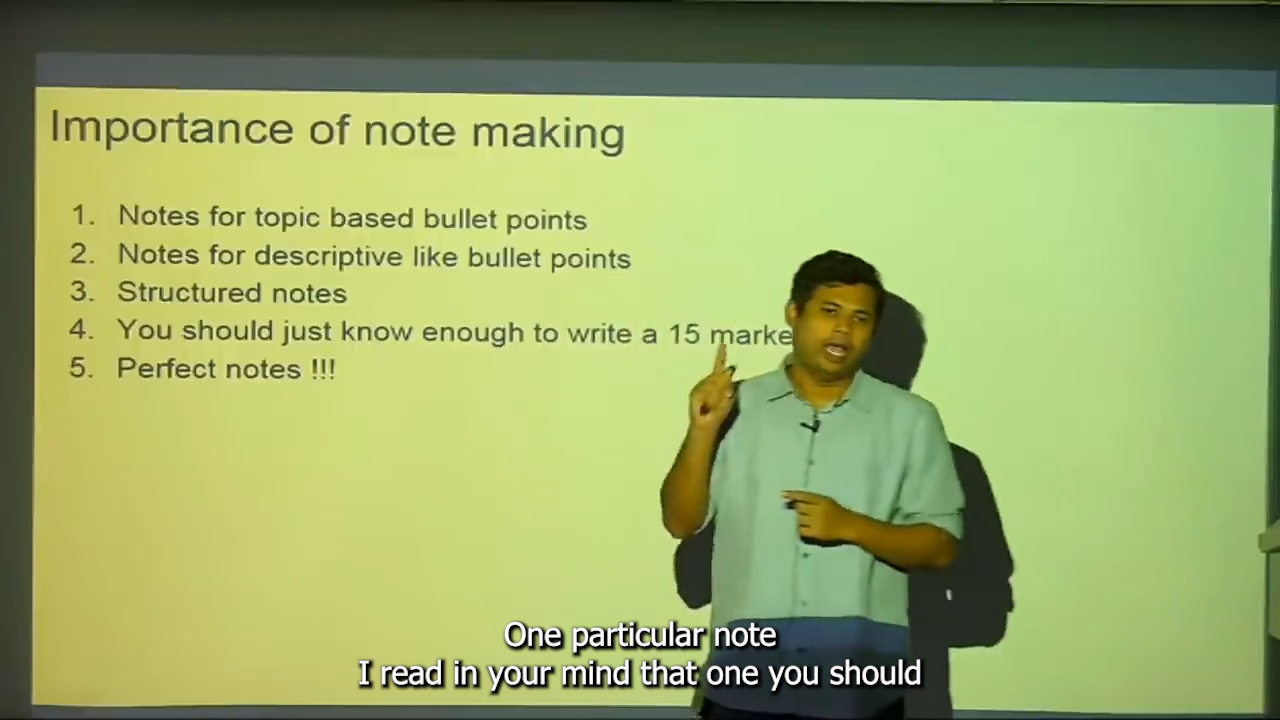 Importance of note making
1. Notes for topic based bullet points
2. Notes for descriptive like bullet points
3. Structured notes
4. You should just know enough to write a 15 marke
5. Perfect notes !!!
One particular note
I read in your mind that one you should